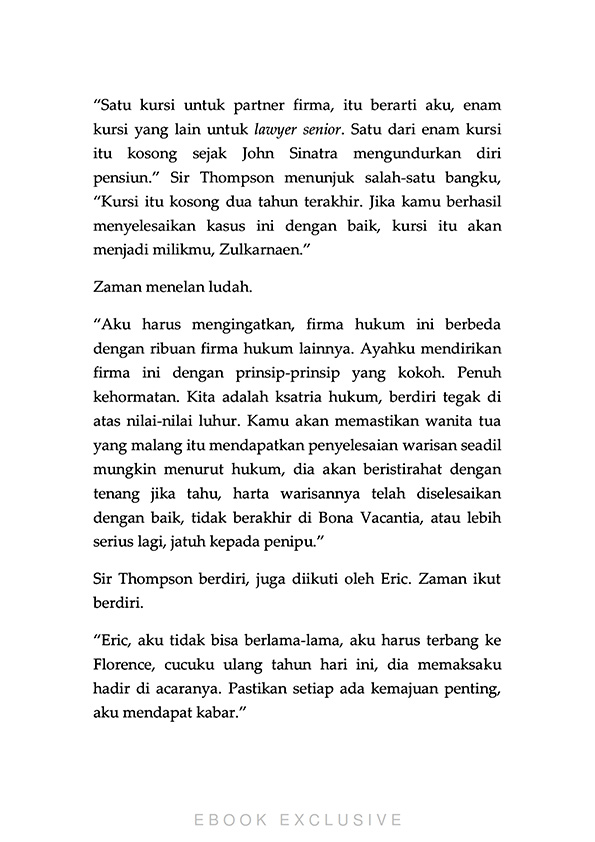 “Satu kursi untuk partner firma, itu berarti aku, enam
kursi yang lain untuk lawyer senior. Satu dari enam kursi
itu kosong sejak John Sinatra mengundurkan diri
pensiun.” Sir Thompson menunjuk salah-satu bangku,
“Kursi itu kosong dua tahun terakhir. Jika kamu berhasil
menyelesaikan kasus ini dengan baik, kursi itu akan
menjadi milikmu, Zulkarnaen.”
Zaman menelan ludah.
“Aku harus mengingatkan, firma hukum ini berbeda
dengan ribuan firma hukum lainnya. Ayahku mendirikan
firma ini dengan prinsip-prinsip yang kokoh. Penuh
kehormatan. Kita adalah ksatria hukum, berdiri tegak di
atas nilai-nilai luhur. Kamu akan memastikan wanita tua
yang malang itu mendapatkan penyelesaian warisan seadil
mungkin menurut hukum, dia akan beristirahat dengan
tenang jika tahu, harta warisannya telah diselesaikan
dengan baik, tidak berakhir di Bona Vacantia, atau lebih
serius lagi, jatuh kepada penipu.”
Sir Thompson berdiri, juga diikuti oleh Eric. Zaman ikut
berdiri.
“Eric, aku tidak bisa berlama-lama, aku harus terbang ke
Florence, cucuku ulang tahun hari ini, dia memaksaku
hadir di acaranya. Pastikan setiap ada kemajuan penting,
aku mendapat kabar.”
EBOOK EXCLUSIVE